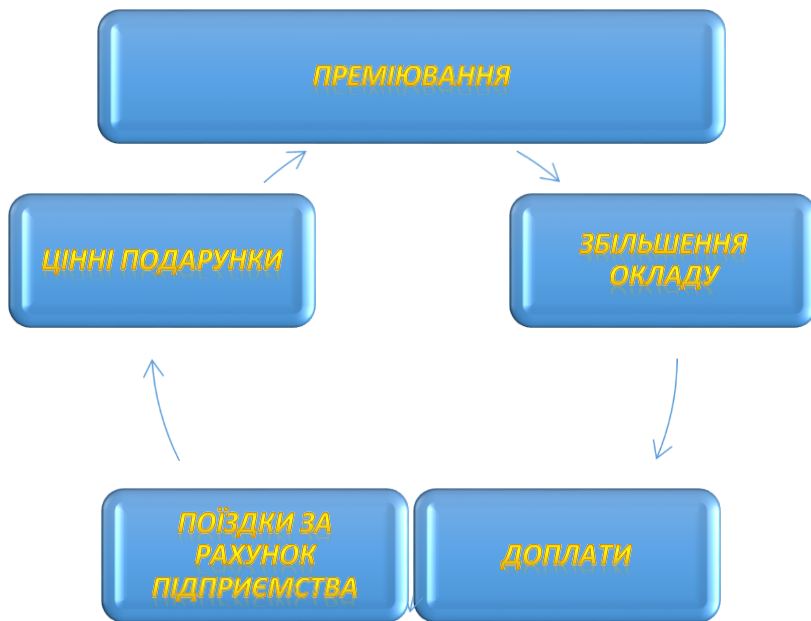 ПРЕМІЮВАННЯ
ЗБІЛЬШЕННЯ
ОКЛАДУ
ДОПЛАТИ
ПОЇЗДКИ ЗА
РАХУНОК
ПІДПРИЄМСТВА
ЦІННІ ПОДАРУНКИ